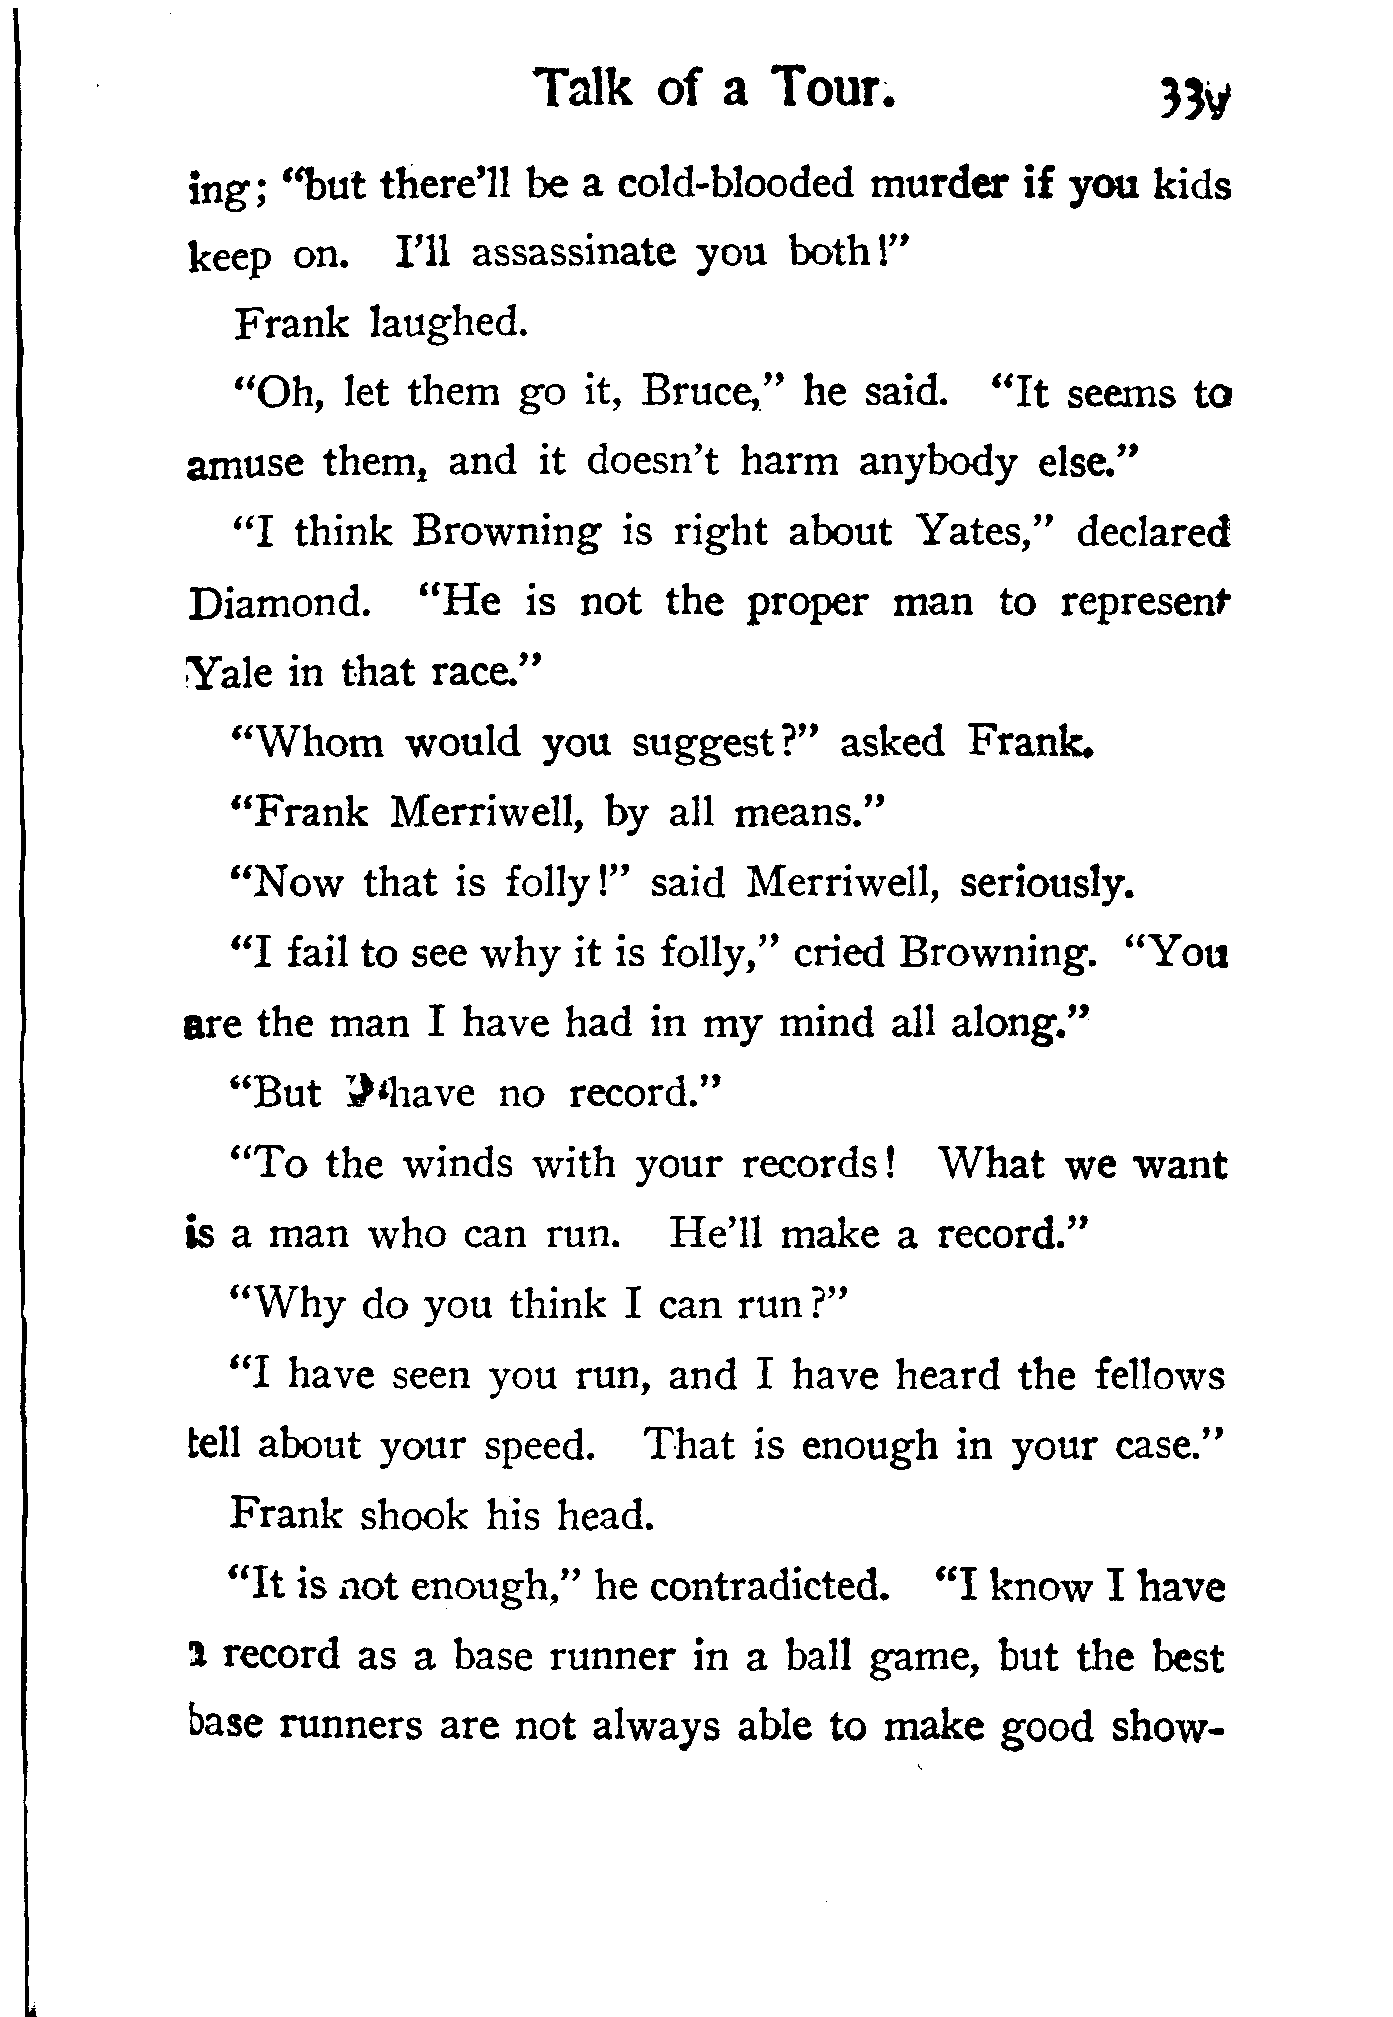 Talk of a Tour.
ing; "but there'll be a cold-blooded murder if you kids
keep on. I'll assassinate you both!"
Frank laughed.
"Oh, let them go it, Bruce," he said. "It seems to
amuse them, and it doesn't harm anybody else."
"I think Browning is right about Yates," declared
Diamond. "He is not the proper man to represent
Yale in that race."
"Whom would you suggest?" asked Frank.
"Frank Merriwell, by all means."
"Now that is folly!" said Merriwell, seriously.
"I fail to see why it is folly," cried Browning. "You
are the man I have had in my mind all along."
"But have no record."
"To the winds with your records! What we want
is a man who can run. He'll make a record."
"Why do you think I can run?"
"I have seen you run, and I have heard the fellows
tell about your speed. That is enough in your case."
Frank shook his head.
"It is not enough," he contradicted. "I know I have
a record as a base runner in a ball game, but the best
base runners are not always able to make good show-